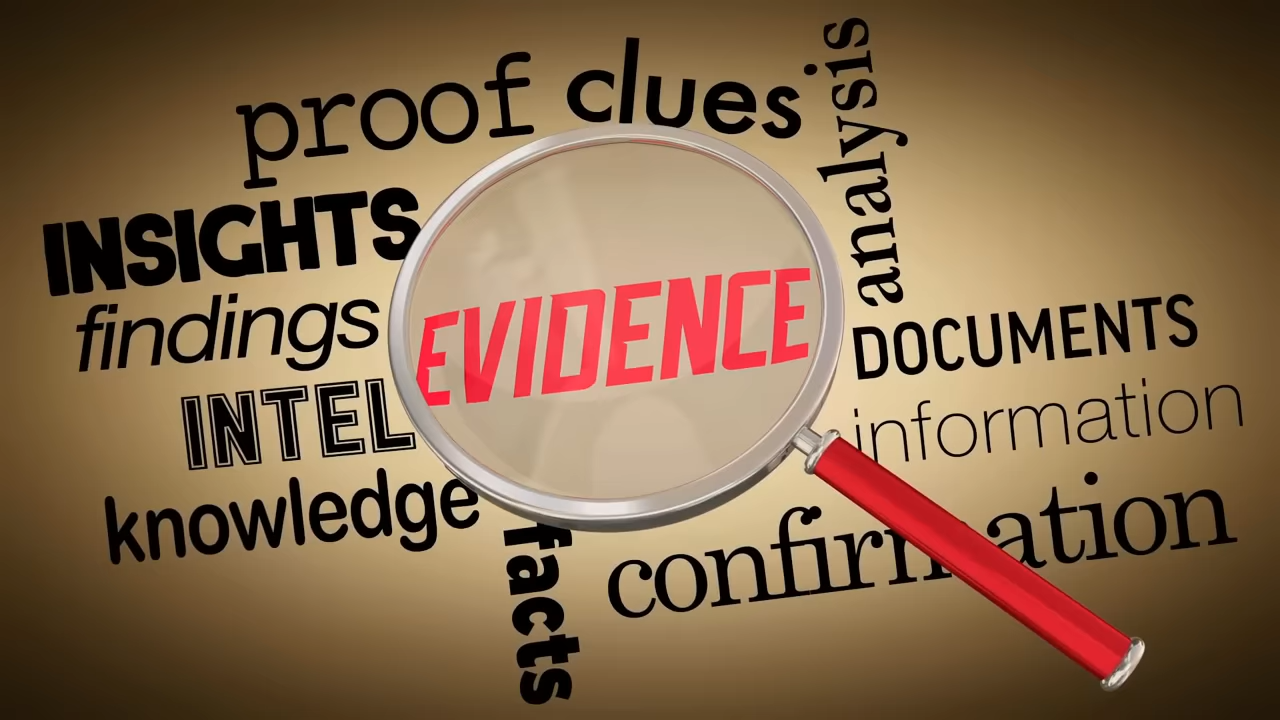 proof
clues
analysis
INSIGHTS
findings
EVIDENCE
DOCUMENTS
INTEL
information
knowledge
facts
confirmation